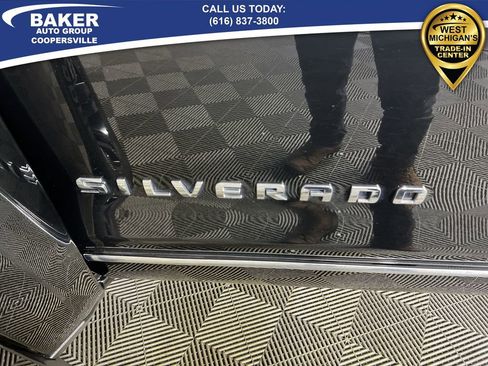 BAKER
AUTO GROUP
COOPERSVILLE
CALL US TODAY:
(616) 837-3800
WEST
MICHIGAN'S
TRADE-IN
CENTER
SILVERADO